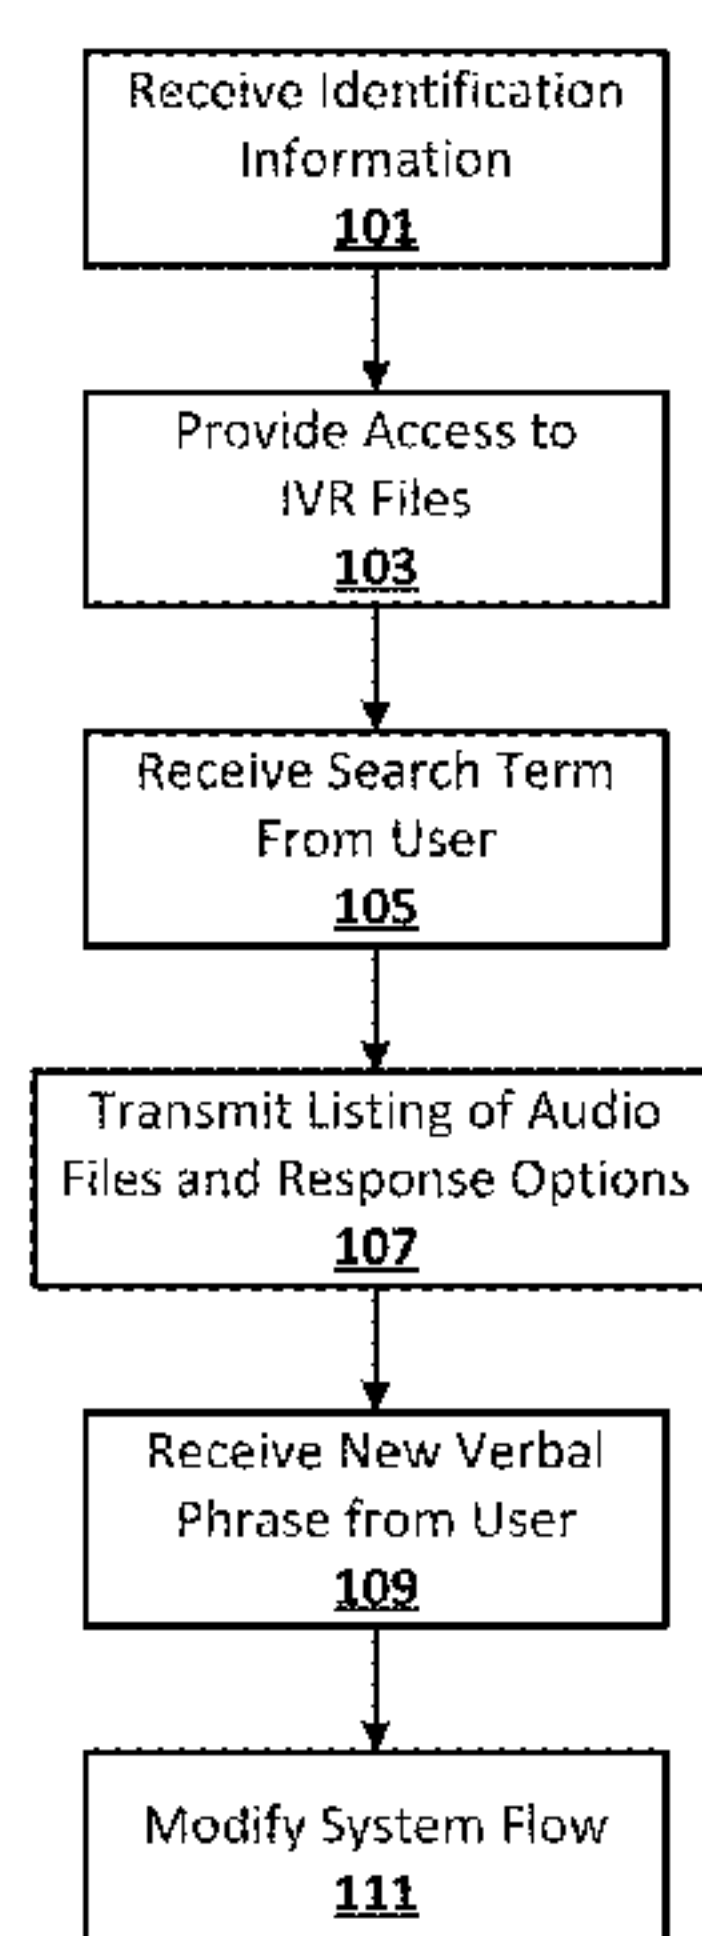 Receive Identification
Information
101
Provide Access to
IVR Files
103
Receive Search Term
From User
105
Transmit Listing of Audio
Files and Response Options
107
Receive New Verbal
Phrase from User
109
Modify System Flow
111